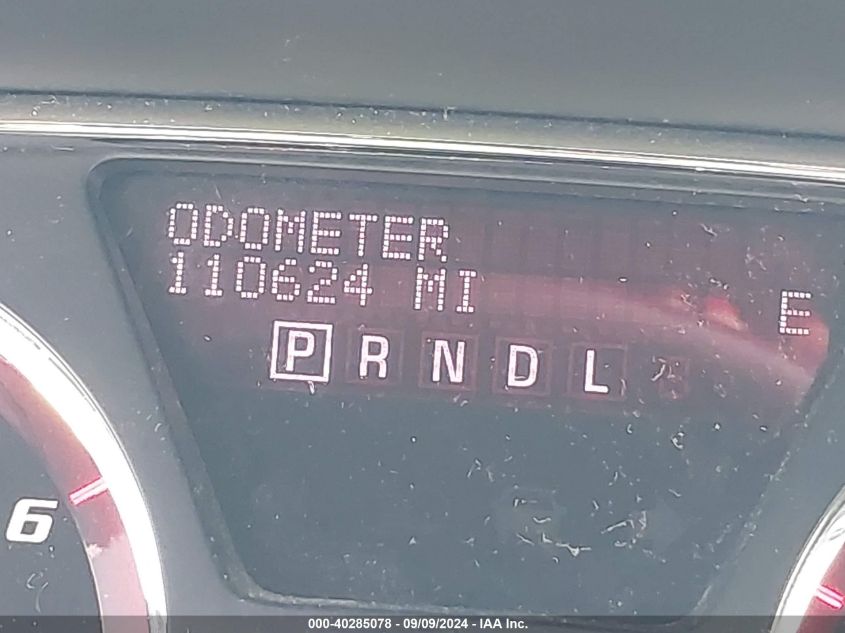 ODOMETER
110624 MI
E
P R N D L
6
000-40285078 - 09/09/2024 - IAA Inc.